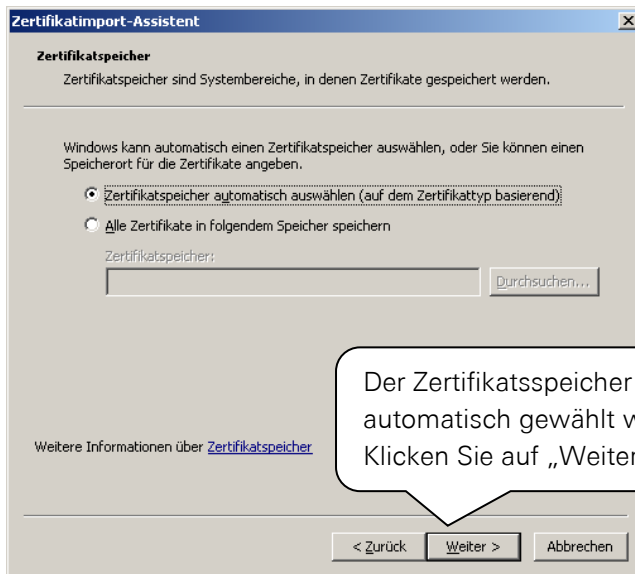 Zertifikatimport-Assistent
Zertifikatspeicher
Zertifikatspeicher sind Systembereiche, in denen Zertifikate gespeichert werden.
Windows kann automatisch einen Zertifikatspeicher auswählen, oder Sie können einen
Speicherort für die Zertifikate angeben.
Zertifikatspeicher automatisch auswählen (auf dem Zertifikattyp basierend)
Alle Zertifikate in folgendem Speicher speichern
Zertifikatspeicher:
Durchsuchen...
Der Zertifikatsspeicher
automatisch gewählt
Klicken Sie auf „Weiter
Weitere Informationen über Zertifikatspeicher
< Zurück
Weiter >
Abbrechen